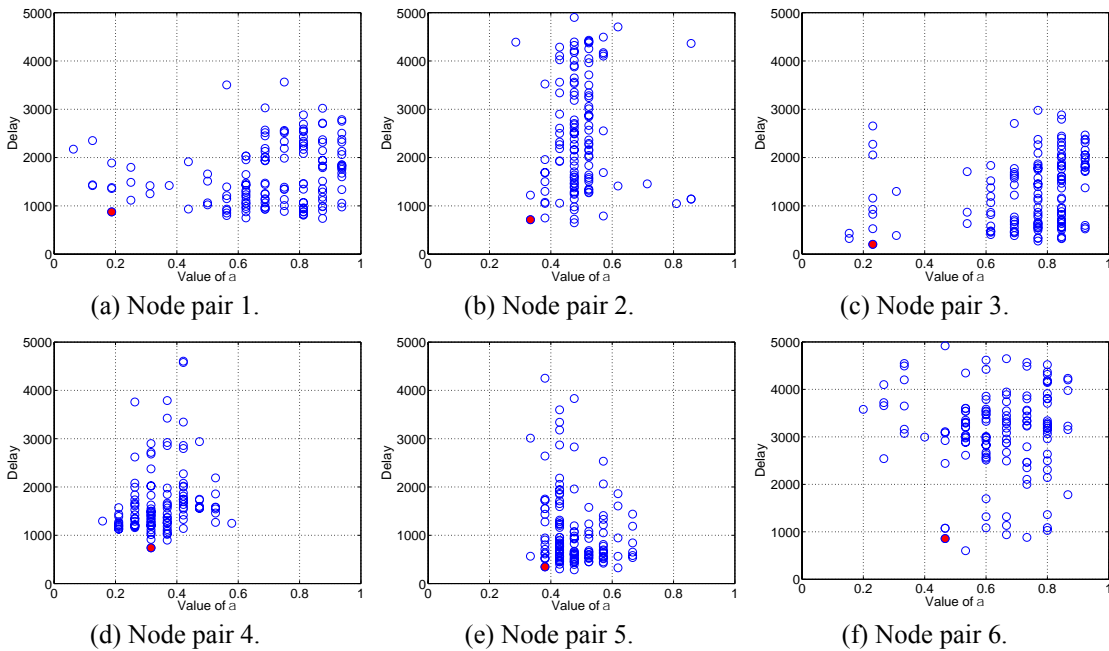 5000
4000
3000
2000
1000
0
Delay
0 0.2 0.4 0.6 0.8 1
Value of a
(a) Node pair 1.
5000
4000
3000
2000
1000
0
Delay
0 0.2 0.4 0.6 0.8 1
Value of a
(b) Node pair 2.
5000
4000
3000
2000
1000
0
Delay
0 0.2 0.4 0.6 0.8 1
Value of a
(c) Node pair 3.
5000
4000
3000
2000
1000
0
Delay
0 0.2 0.4 0.6 0.8 1
Value of a
(d) Node pair 4.
5000
4000
3000
2000
1000
0
Delay
0 0.2 0.4 0.6 0.8 1
Value of a
(e) Node pair 5.
5000
4000
3000
2000
1000
0
Delay
0 0.2 0.4 0.6 0.8 1
Value of a
(f) Node pair 6.